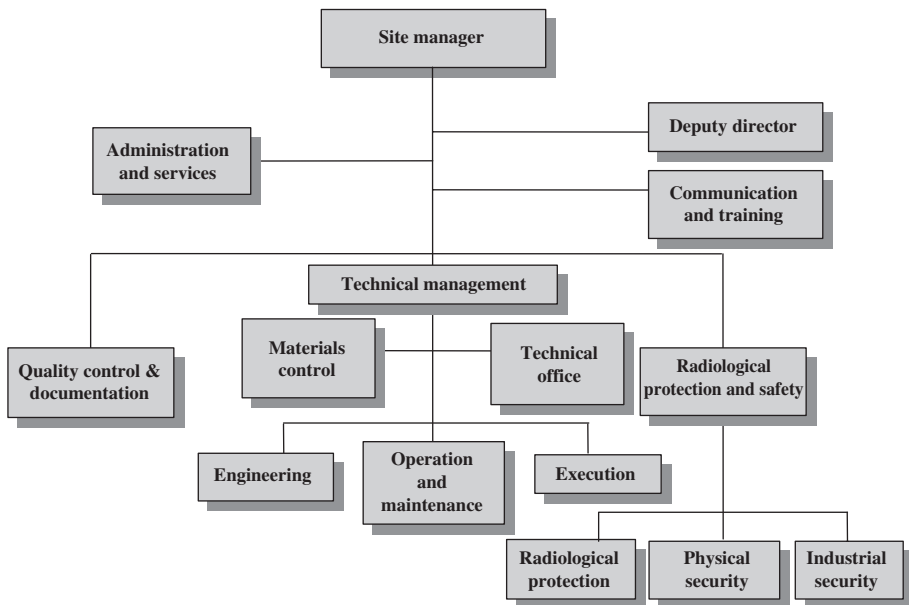 Site manager
Deputy director
Administration
and services
Communication
and training
Technical management
Materials
control
Technical
office
Quality control &
documentation
Radiological
protection and safety
Engineering
Operation
and
maintenance
Execution
Radiological
protection
Physical
security
Industrial
security